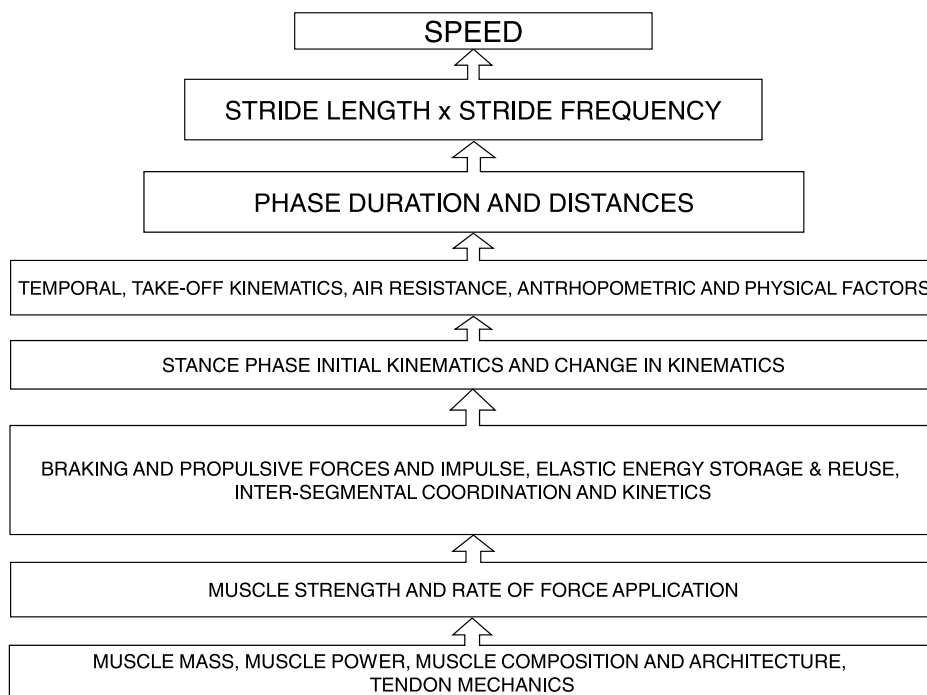 SPEED
STRIDE LENGTH x STRIDE FREQUENCY
PHASE DURATION AND DISTANCES
TEMPORAL, TAKE-OFF KINEMATICS, AIR RESISTANCE, ANTRHOPOMETRIC AND PHYSICAL FACTORS
STANCE PHASE INITIAL KINEMATICS AND CHANGE IN KINEMATICS
BRAKING AND PROPULSIVE FORCES AND IMPULSE, ELASTIC ENERGY STORAGE & REUSE,
INTER-SEGMENTAL COORDINATION AND KINETICS
MUSCLE STRENGTH AND RATE OF FORCE APPLICATION
MUSCLE MASS, MUSCLE POWER, MUSCLE COMPOSITION AND ARCHITECTURE,
TENDON MECHANICS